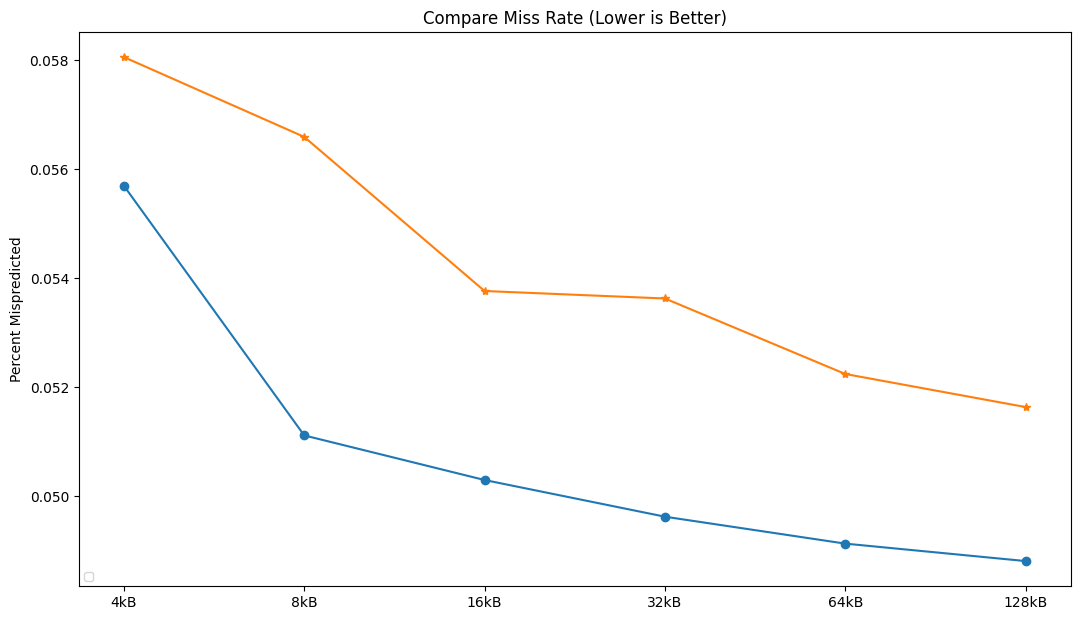 Compare Miss Rate (Lower is Better)
Percent Mispredicted
0.058
0.056
0.054
0.052
0.050
4kB 8kB 16kB 32kB 64kB 128kB